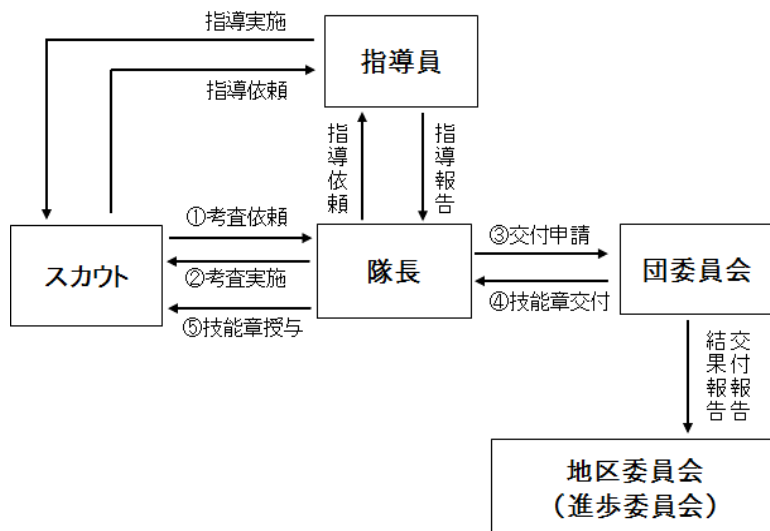 指導実施
指導員
指導依頼
指導依頼
指導報告
①考査依頼
③交付申請
スカウト
②考査実施
隊長
団委員会
④技能章交付
⑤技能章授与
交付報告
結果報告
地区委員会
（進歩委員会）